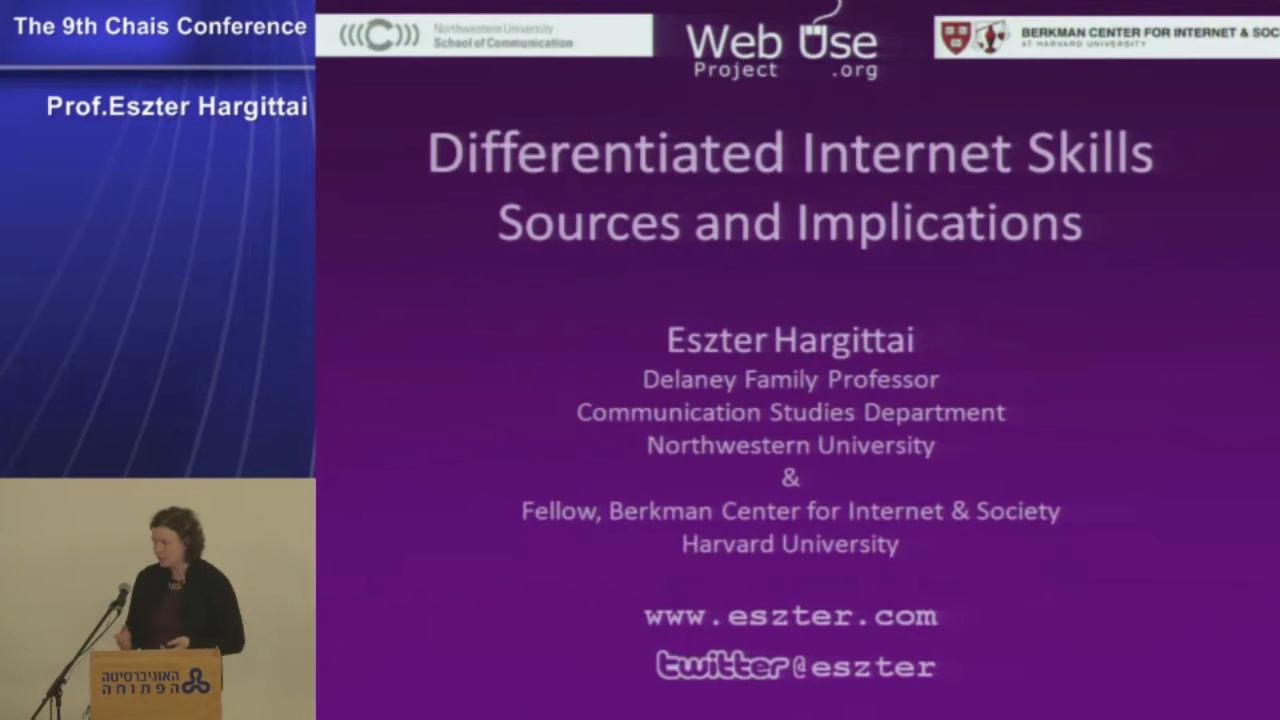 The 9th Chais Conference
Prof.Eszter Hargittai
Northwestern University
School of Communication
Web Use
Project .org
BERKMAN CENTER FOR INTERNET & SOC
AT HARVARD UNIVERSITY
Differentiated Internet Skills
Sources and Implications
Eszter Hargittai
Delaney Family Professor
Communication Studies Department
Northwestern University
&
Fellow, Berkman Center for Internet & Society
Harvard University
www.eszter.com
twitter@eszter
האוניברסיטה
הפתוחה